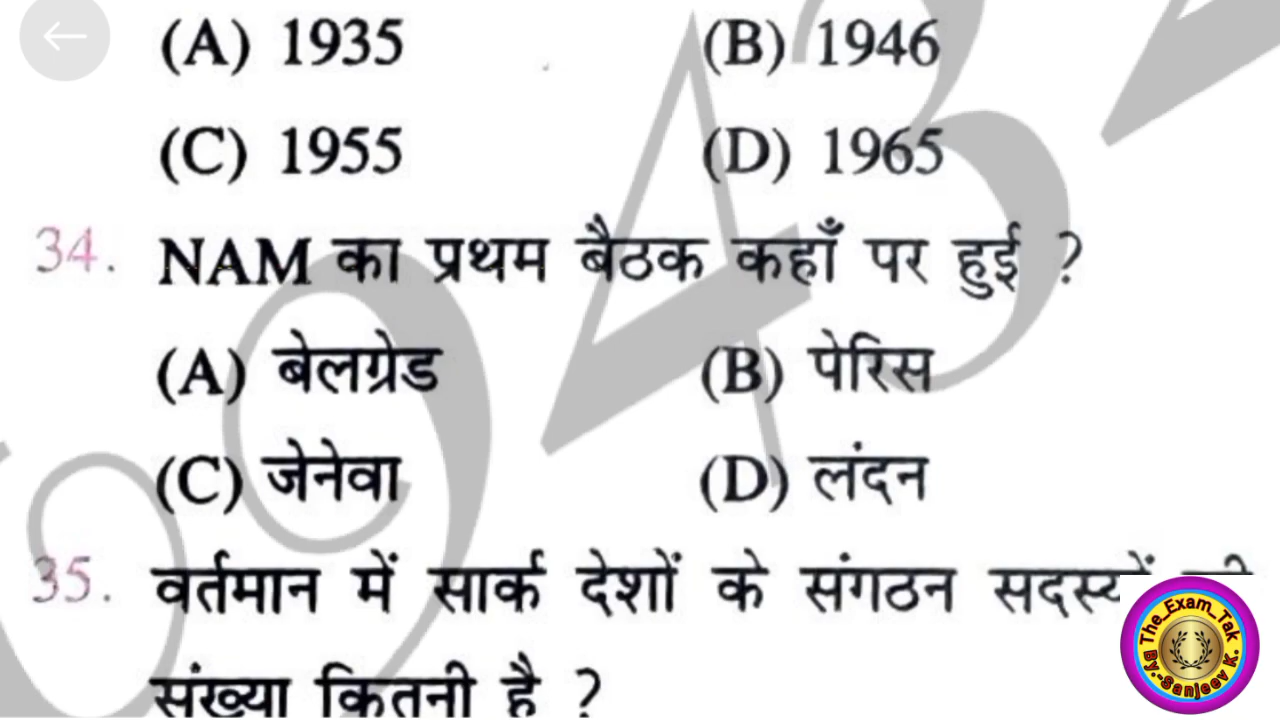 (A) 1935 (B) 1946
(C) 1955 (D) 1965
34. NAM का प्रथम बैठक कहाँ पर हुई ?
(A) बेलग्रेड (B) पेरिस
(C) जेनेवा (D) लंदन
35. वर्तमान में सार्क देशों के संगठन
संख्या कितनी है ?
The_Exam_Tak
By:-Sanjeev K.